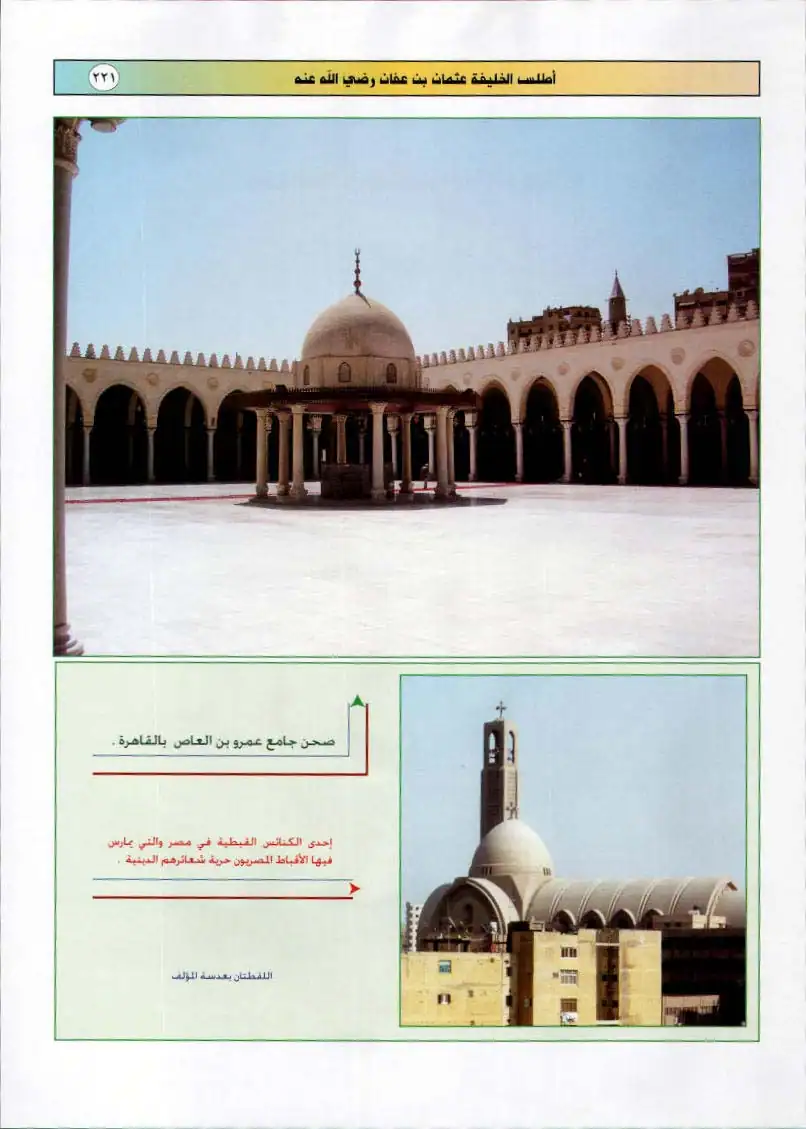 أطلس الخليفة عثمان بن عفان رضي الله عنه
٢٢١
صحن جامع عمرو بن العاص بالقاهرة .
إحدى الكنائس القبطية في مصر والتي يمارس
فيها الأقباط المصريون حرية شعائرهم الدينية .
اللقطتان بعدسة المؤلف